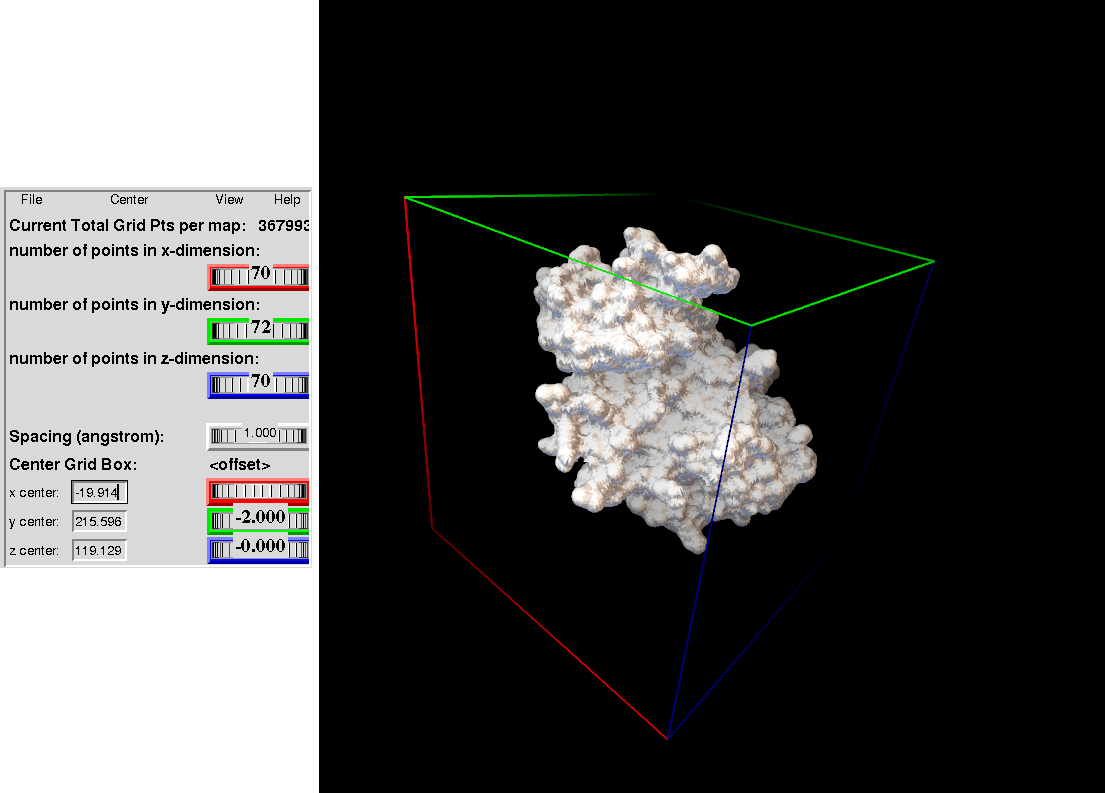 File Center View Help
Current Total Grid Pts per map: 367993
number of points in x-dimension:
70
number of points in y-dimension:
72
number of points in z-dimension:
70
Spacing (angstrom): 1.000
Center Grid Box: <offset>
x center: -19.914
y center: 215.596 -2.000
z center: 119.129 -0.000